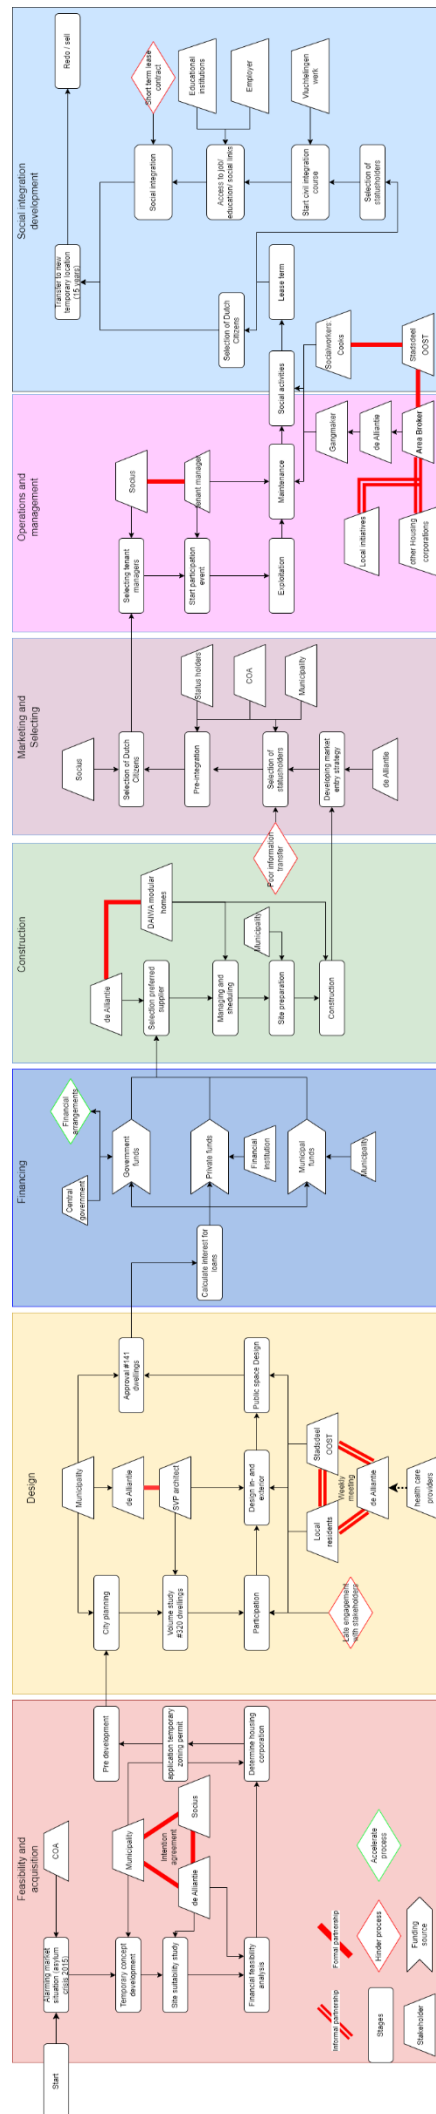 Feasibility and
acquisition
Start
Alarming market
situation (asylum
crisis 2015)
COA
Temporary concept
development
Municipality
Site suitability study
Intention
agreement
de Alliantie
Socius
Financial feasibility
analysis
Determine housing
corporation
application temporary
zoning permit
Pre development
Informal partnership
Formal partnership
Stages
Hinder process
Accelerate
process
Stakeholder
Funding
source
Design
City planning
Municipality
Approval #141
dwellings
de Alliantie
Volume study
#320 dwellings
SVP architect
Participation
Design in- and
exterior
Public space Design
Late engagement
with stakeholders
Local
residents
Stadsdeel
OOST
Weekly
meeting
de Alliantie
health care
providers
Financing
Calculate interest for
loans
Central
government
Financial
arrangements
Government
funds
Private funds
Financial
institution
Municipal
funds
Municipality
Construction
de Alliantie
DAIWA modular
homes
Selection preferred
supplier
Managing and
sheduling
Municipality
Site preparation
Construction
Marketing and
Selecting
Socius
Selection of Dutch
Citizens
Pre-integration
Status holders
COA
Municipality
Selection of
statusholders
Poor information
transfer
Developing market
entry strategy
de Alliantie
Operations and
management
Socius
Selecting tenant
managers
tenant manager
Start participation
event
Exploitation
Maintenance
Social activities
Gangmaker
de Alliantie
Area Broker
Local initiatives
other Housing
corporations
Social integration
development
Socialworkers:
Cooks
Stadsdeel
OOST
Lease term
Selection of Dutch
Citizens
Selection of
statusholders
Start civil integration
course
Vluchtelingen
werk
Access to job/
education/ social links
Educational
institutions
Employer
Social integration
Short term lease
contract
Transfer to new
temporary location
(15 years)
Redo / sell